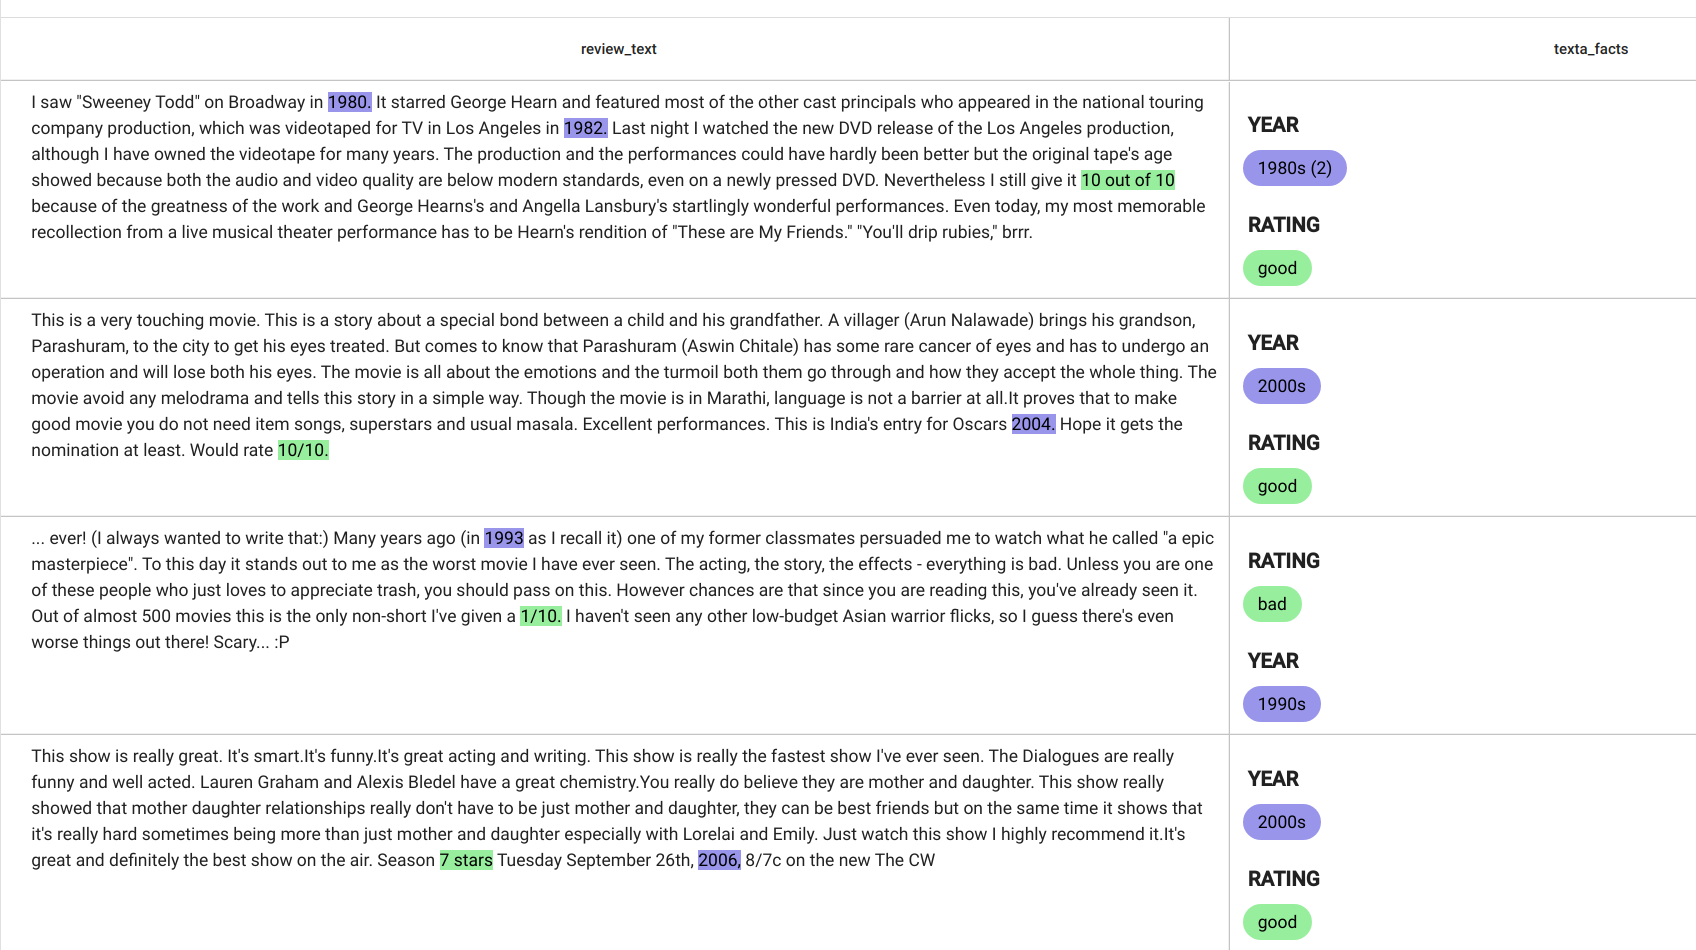 review_text
texta_facts
I saw "Sweeney Todd" on Broadway in 1980. It starred George Hearn and featured most of the other cast principals who appeared in the national touring
company production, which was videotaped for TV in Los Angeles in 1982. Last night I watched the new DVD release of the Los Angeles production,
although I have owned the videotape for many years. The production and the performances could have hardly been better but the original tape's age
showed because both the audio and video quality are below modern standards, even on a newly pressed DVD. Nevertheless I still give it 10 out of 10
because of the greatness of the work and George Hearns's and Angella Lansbury's startlingly wonderful performances. Even today, my most memorable
recollection from a live musical theater performance has to be Hearn's rendition of "These are My Friends." "You'll drip rubies," brrr.
YEAR
1980s (2)
RATING
good
This is a very touching movie. This is a story about a special bond between a child and his grandfather. A villager (Arun Nalawade) brings his grandson,
Parashuram, to the city to get his eyes treated. But comes to know that Parashuram (Aswin Chitale) has some rare cancer of eyes and has to undergo an
operation and will lose both his eyes. The movie is all about the emotions and the turmoil both them go through and how they accept the whole thing. The
movie avoid any melodrama and tells this story in a simple way. Though the movie is in Marathi, language is not a barrier at all.It proves that to make
good movie you do not need item songs, superstars and usual masala. Excellent performances. This is India's entry for Oscars 2004. Hope it gets the
nomination at least. Would rate 10/10.
YEAR
2000s
RATING
good
... ever! (I always wanted to write that:) Many years ago (in 1993 as I recall it) one of my former classmates persuaded me to watch what he called "a epic
masterpiece". To this day it stands out to me as the worst movie I have ever seen. The acting, the story, the effects - everything is bad. Unless you are one
of these people who just loves to appreciate trash, you should pass on this. However chances are that since you are reading this, you've already seen it.
Out of almost 500 movies this is the only non-short I've given a 1/10. I haven't seen any other low-budget Asian warrior flicks, so I guess there's even
worse things out there! Scary... :P
RATING
bad
YEAR
1990s
This show is really great. It's smart.It's funny.It's great acting and writing. This show is really the fastest show I've ever seen. The Dialogues are really
funny and well acted. Lauren Graham and Alexis Bledel have a great chemistry.You really do believe they are mother and daughter. This show really
showed that mother daughter relationships really don't have to be just mother and daughter, they can be best friends but on the same time it shows that
it's really hard sometimes being more than just mother and daughter especially with Lorelai and Emily. Just watch this show I highly recommend it.It's
great and definitely the best show on the air. Season 7 stars Tuesday September 26th, 2006, 8/7c on the new The CW
YEAR
2000s
RATING
good